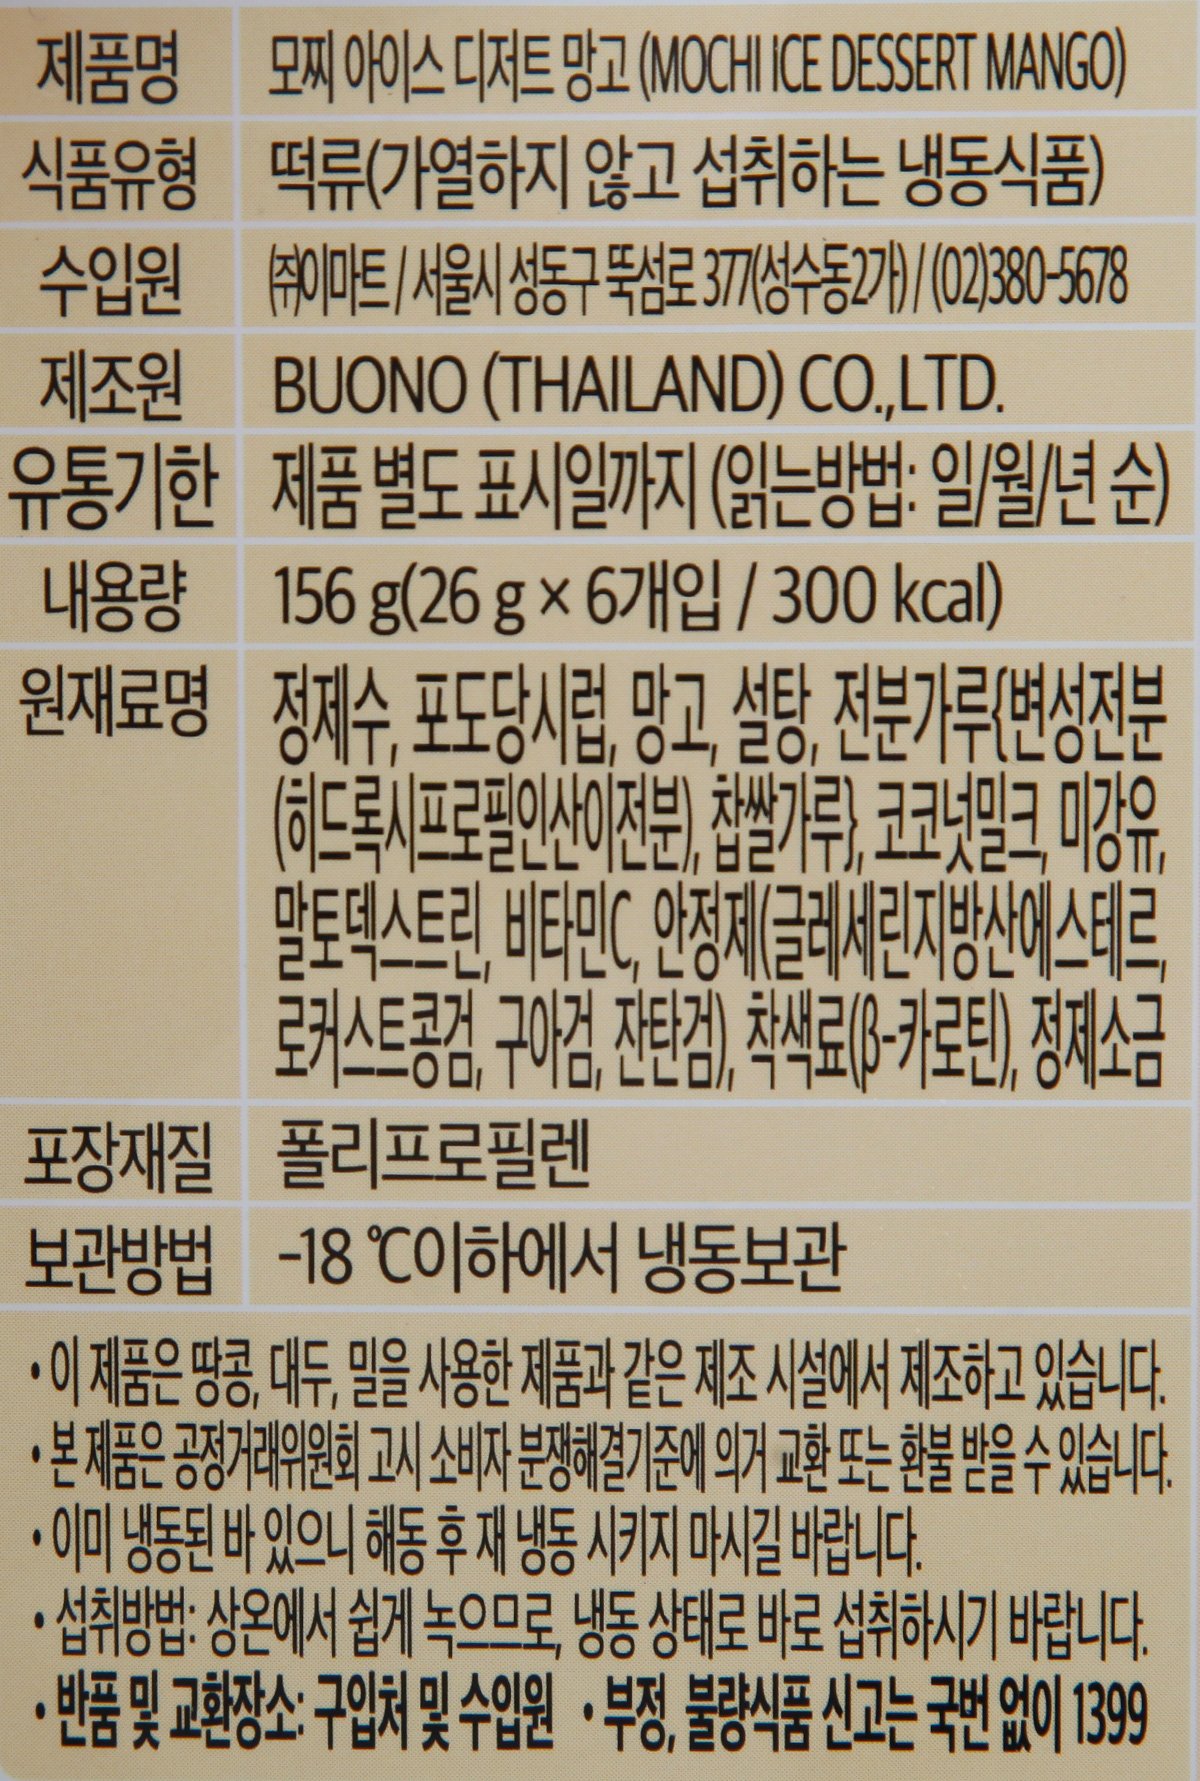 제품명 모찌 아이스 디저트 망고 (MOCHI iCE DESSERT MANGO)
식품유형 떡류(가열하지 않고 섭취하는 냉동식품)
수입원 ㈜이마트 / 서울시 성동구 뚝섬로 377(성수동2가) / (02)380-5678
제조원 BUONO (THAILAND) CO.,LTD.
유통기한 제품 별도 표시일까지 (읽는방법: 일/월/년 순)
내용량 156 g(26 g × 6개입 / 300 kcal)
원재료명 정제수, 포도당시럽, 망고, 설탕, 전분가루{변성전분
(히드록시프로필인산이전분), 찹쌀가루}, 코코넛밀크, 미강유,
말토덱스트린, 비타민C, 안정제(글레세린지방산에스테르,
로커스트콩검, 구아검, 잔탄검), 착색료(β-카로틴), 정제소금
포장재질 폴리프로필렌
보관방법 -18 ℃이하에서 냉동보관
• 이 제품은 땅콩, 대두, 밀을 사용한 제품과 같은 제조 시설에서 제조하고 있습니다.
• 본 제품은 공정거래위원회 고시 소비자 분쟁해결기준에 의거 교환 또는 환불 받을 수 있습니다.
• 이미 냉동된 바 있으니 해동 후 재 냉동 시키지 마시길 바랍니다.
• 섭취방법: 상온에서 쉽게 녹으므로, 냉동 상태로 바로 섭취하시기 바랍니다.
• 반품 및 교환장소: 구입처 및 수입원 • 부정, 불량식품 신고는 국번 없이 1399